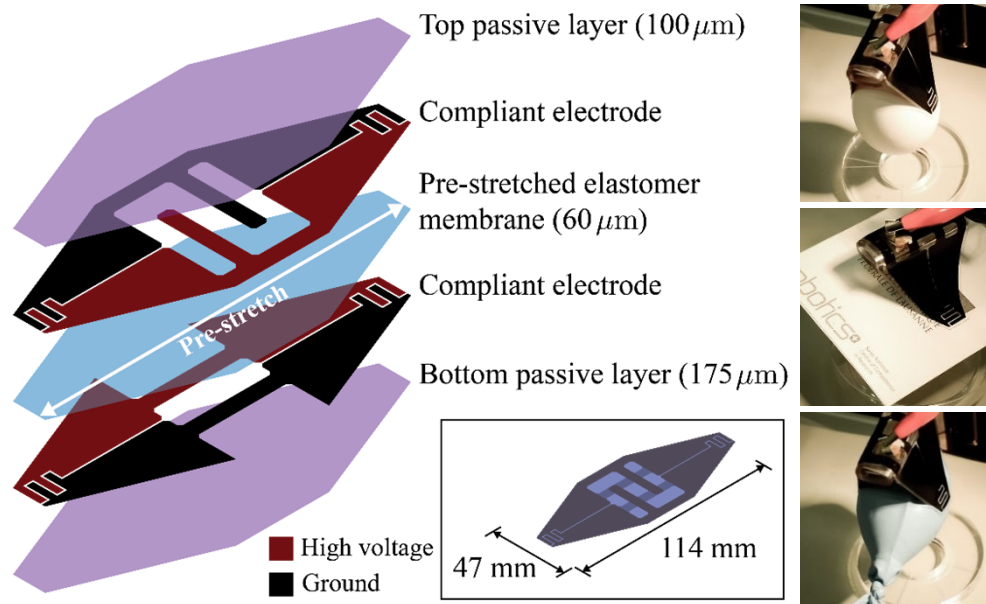 Top passive layer (100 μm)
Compliant electrode
Pre-stretched elastomer
membrane (60 μm)
Pre-stretch
Compliant electrode
Bottom passive layer (175 μm)
High voltage
Ground
47 mm
114 mm
robotics